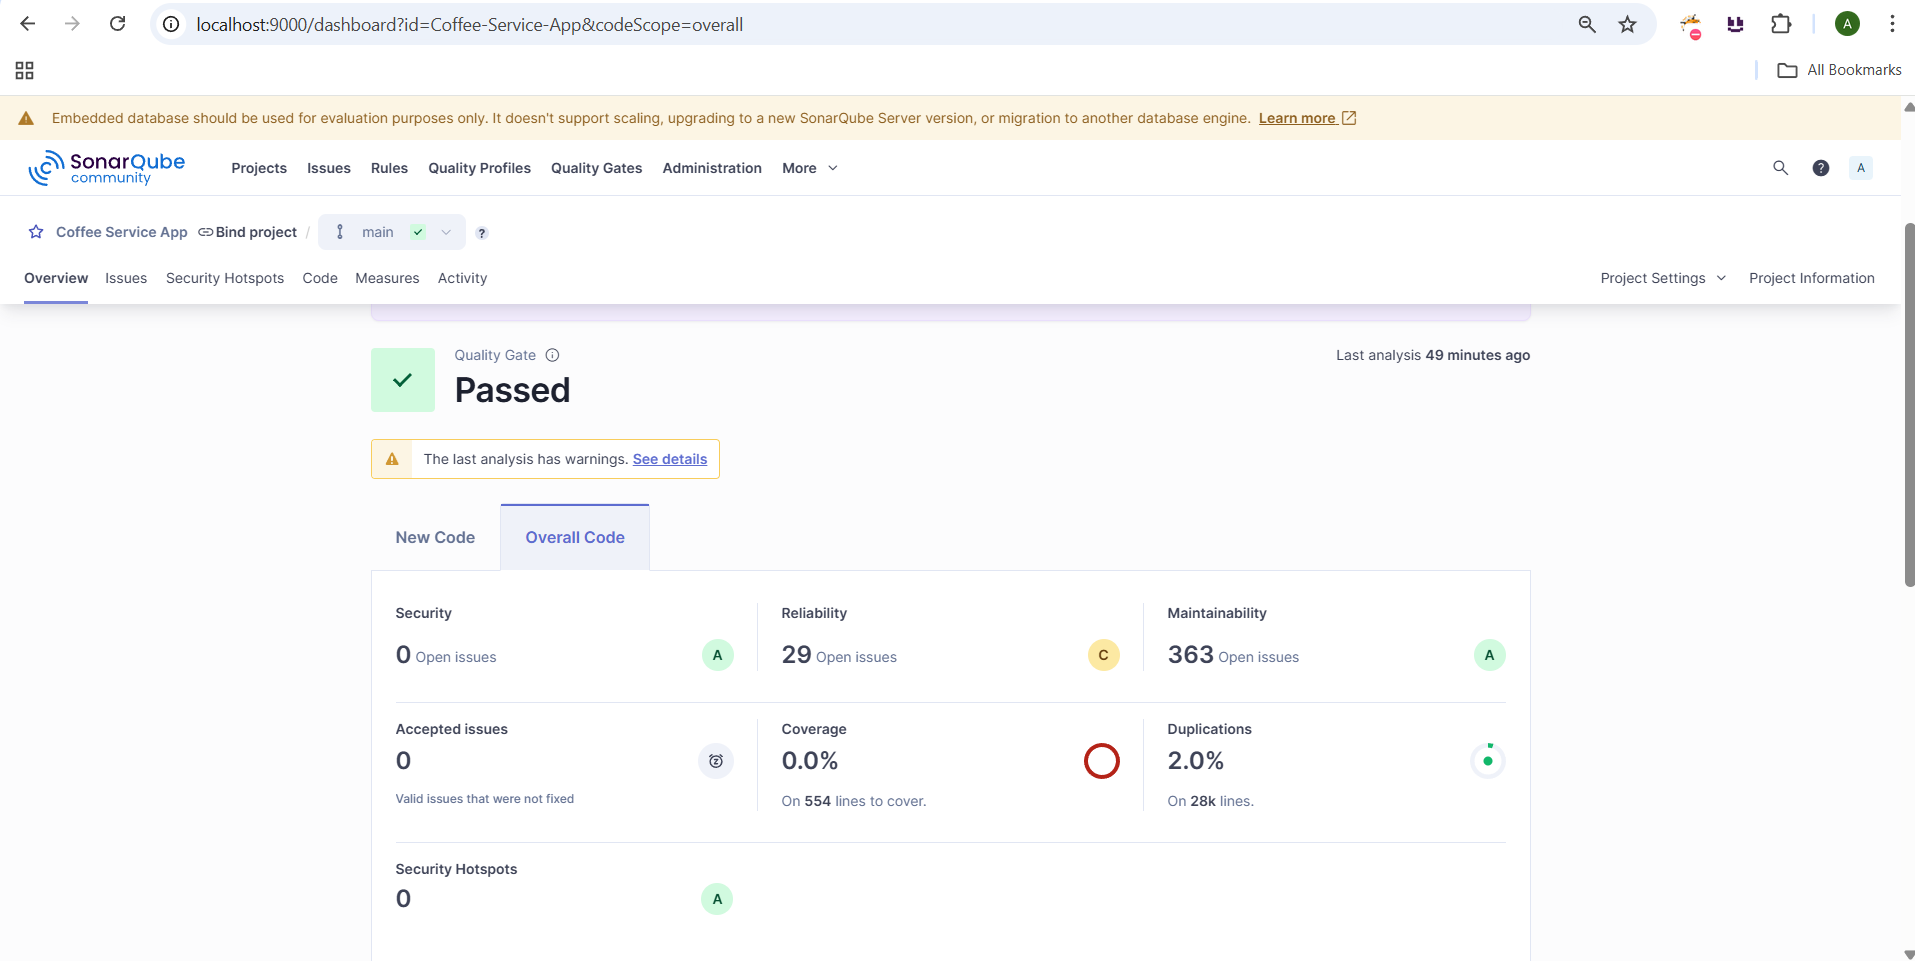 localhost:9000/dashboard?id=Coffee-Service-App&codeScope=overall
A
All Bookmarks
Embedded database should be used for evaluation purposes only. It doesn't support scaling, upgrading to a new SonarQube Server version, or migration to another database engine. Learn more
SonarQube
community
Projects Issues Rules Quality Profiles Quality Gates Administration More
? A
Coffee Service App Bind project / main ?
Overview Issues Security Hotspots Code Measures Activity Project Settings Project Information
Quality Gate
Passed
Last analysis 49 minutes ago
The last analysis has warnings. See details
New Code Overall Code
Security Reliability Maintainability
0 Open issues A 29 Open issues C 363 Open issues A
Accepted issues Coverage Duplications
0 0.0% 2.0%
Valid issues that were not fixed On 554 lines to cover. On 28k lines.
Security Hotspots
0 A